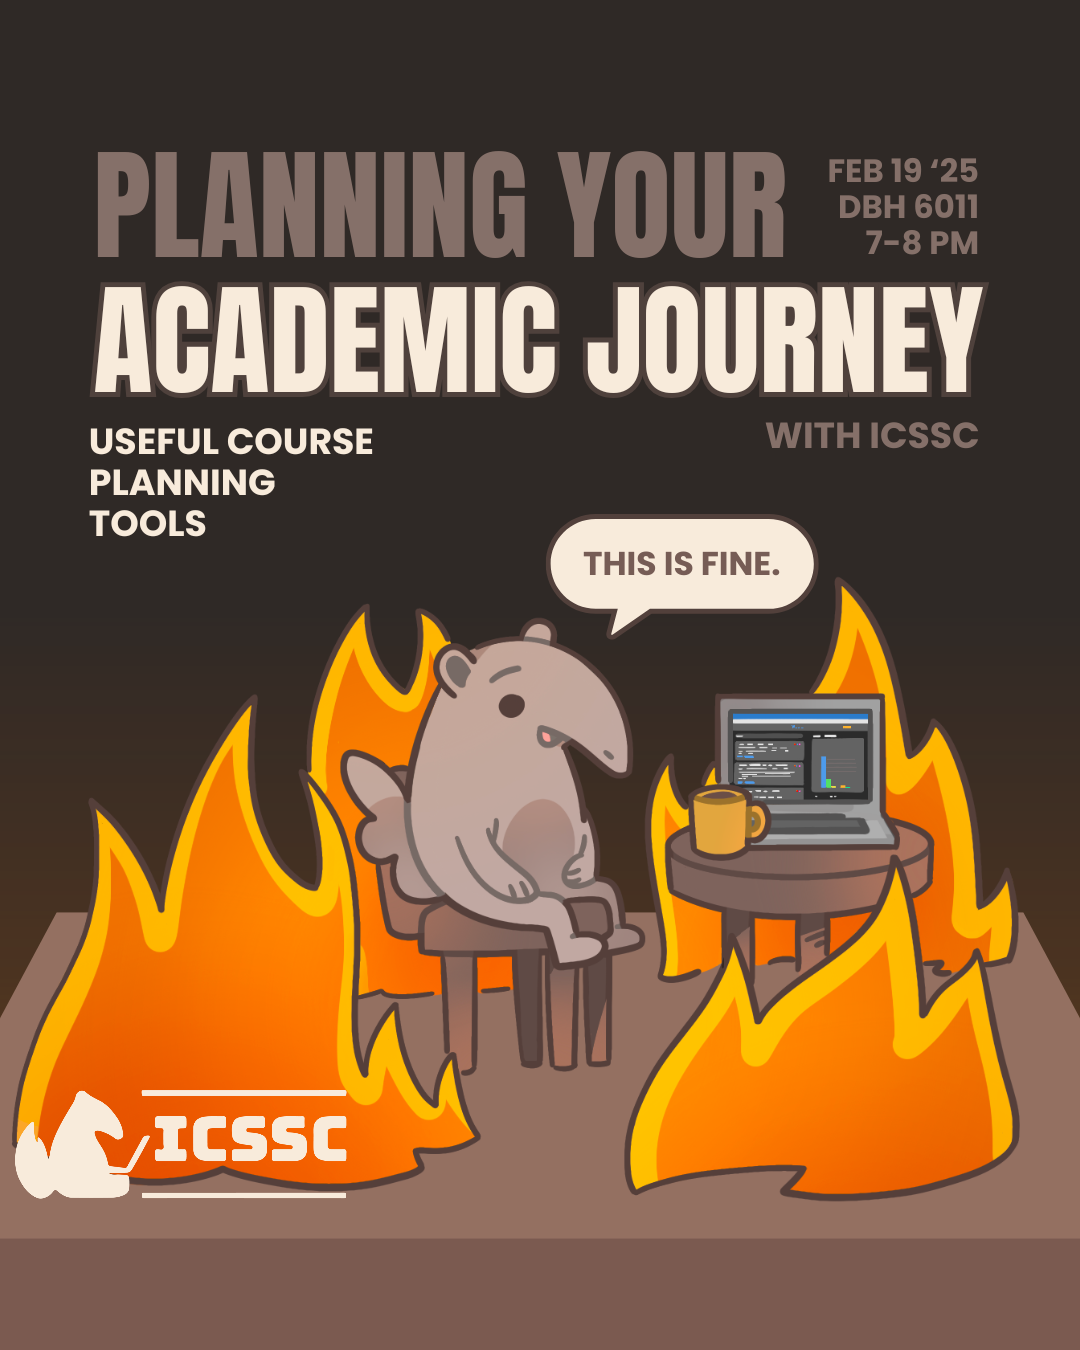 PLANNING YOUR
FEB 19 ‘25
DBH 6011
7–8 PM
ACADEMIC JOURNEY
USEFUL COURSE
PLANNING
TOOLS
WITH ICSSC
THIS IS FINE.
ICSSC